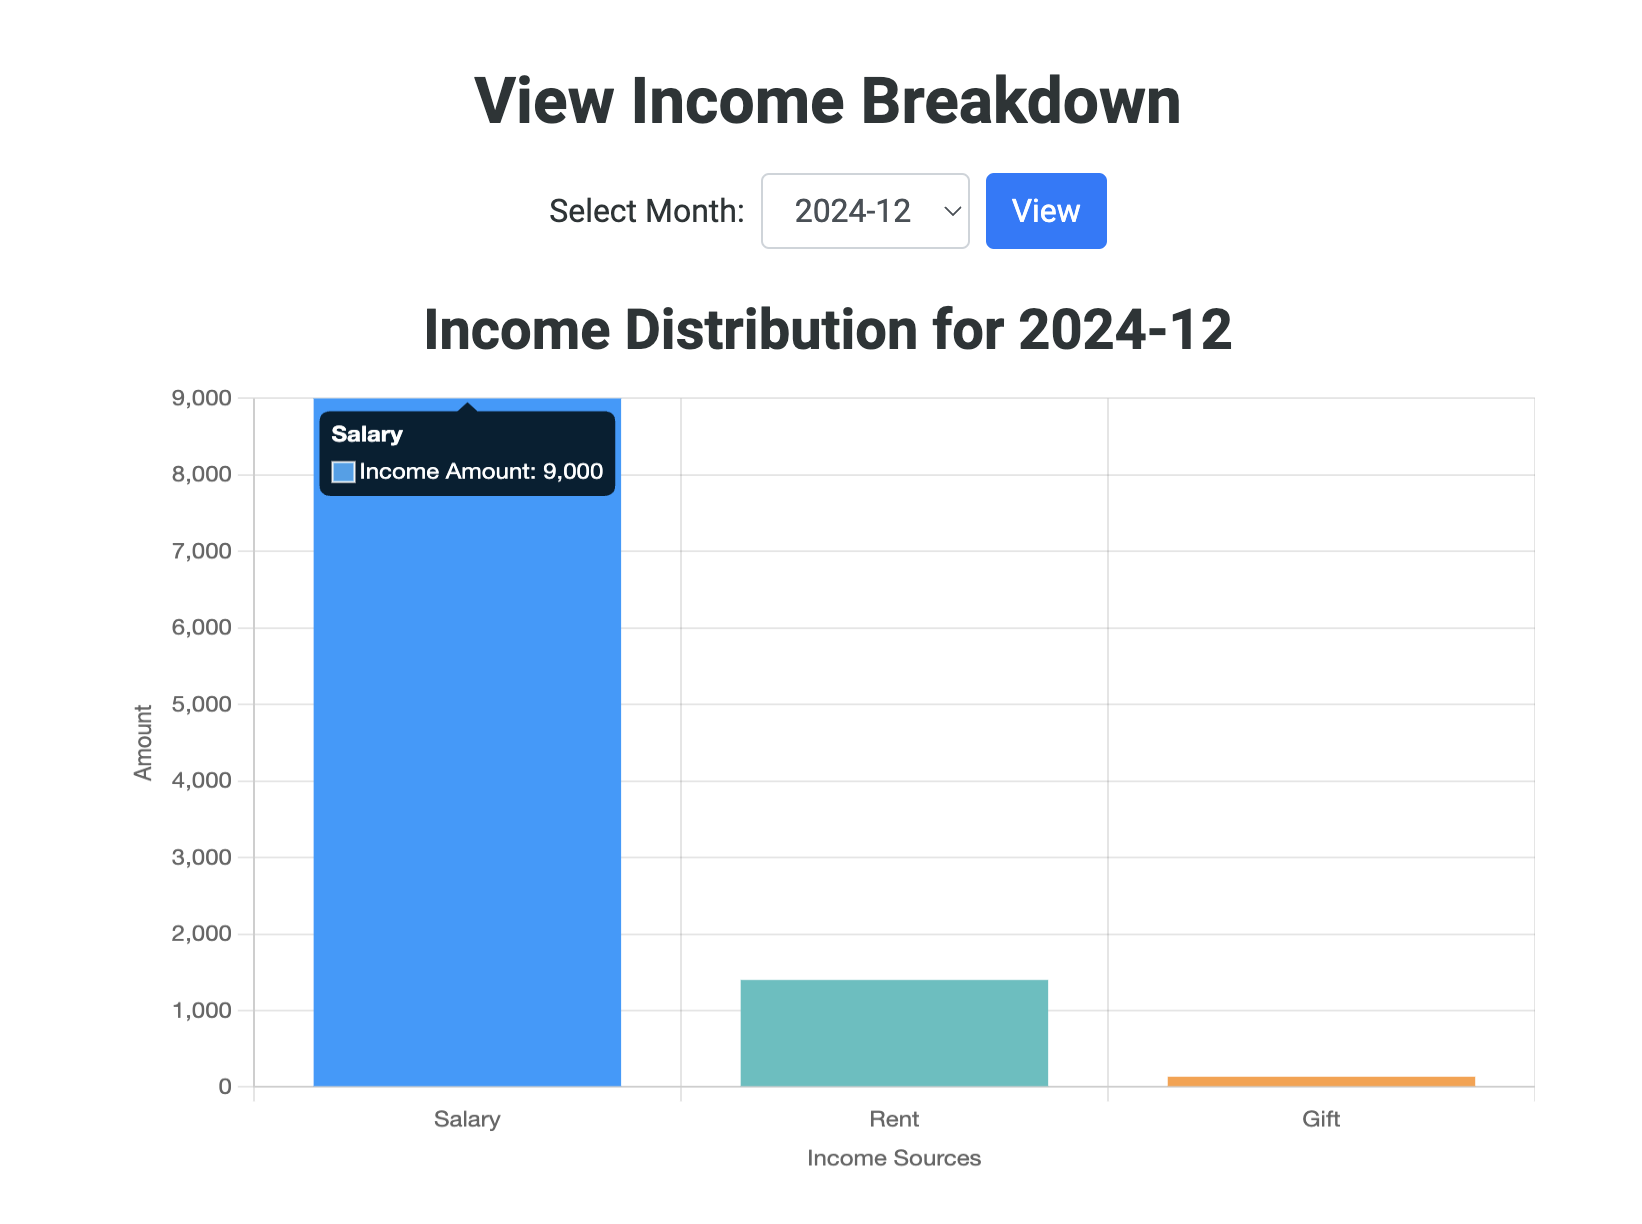 View Income Breakdown
Select Month: 2024-12 View
Income Distribution for 2024-12
9,000
Salary
Income Amount: 9,000
8,000
7,000
6,000
5,000
4,000
3,000
2,000
1,000
0
Amount
Salary Rent Gift
Income Sources